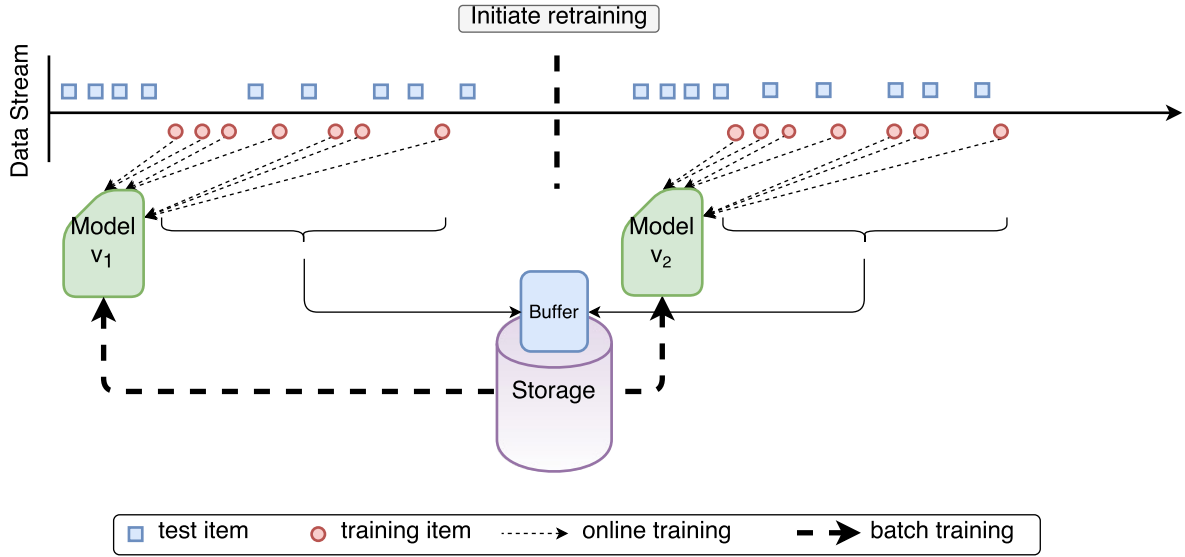 Initiate retraining
Data Stream
Model
v1
Model
v2
Buffer
Storage
test item
training item
online training
batch training